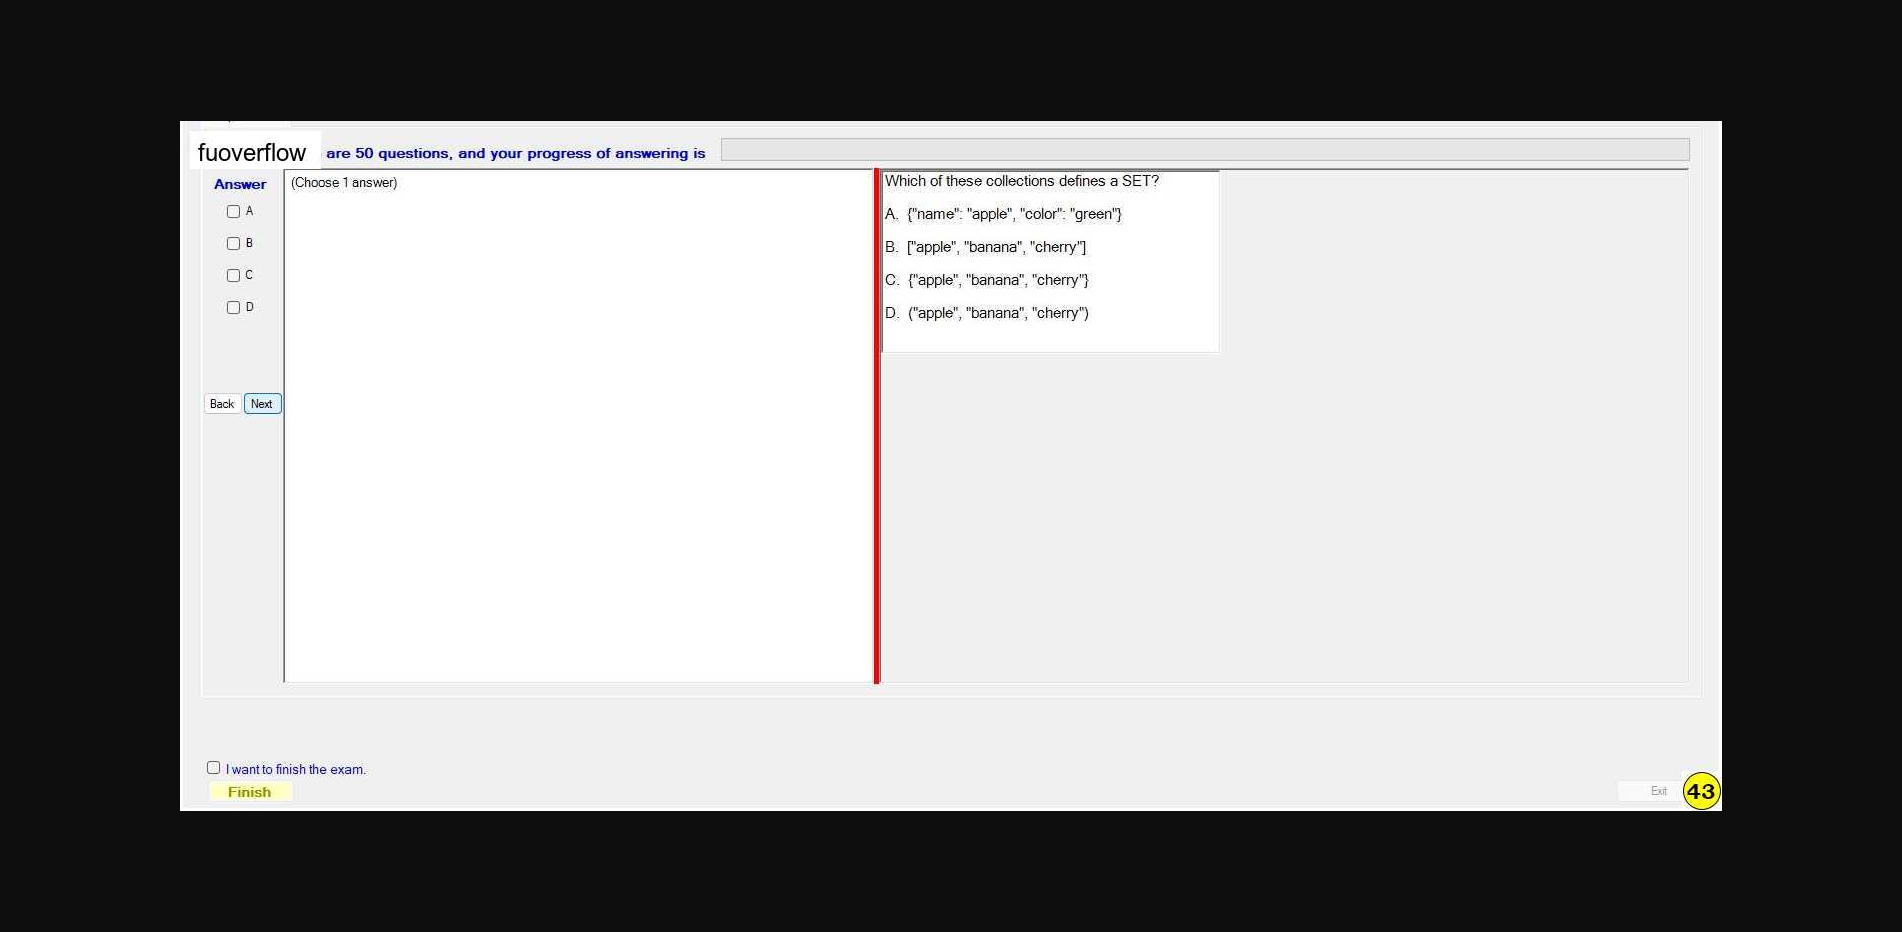 fuoverflow are 50 questions, and your progress of answering is
Answer
(Choose 1 answer)
A
B
C
D
Back Next
Which of these collections defines a SET?
A. {"name": "apple", "color": "green"}
B. ["apple", "banana", "cherry"]
C. {"apple", "banana", "cherry"}
D. ("apple", "banana", "cherry")
I want to finish the exam.
Finish
Exit
43